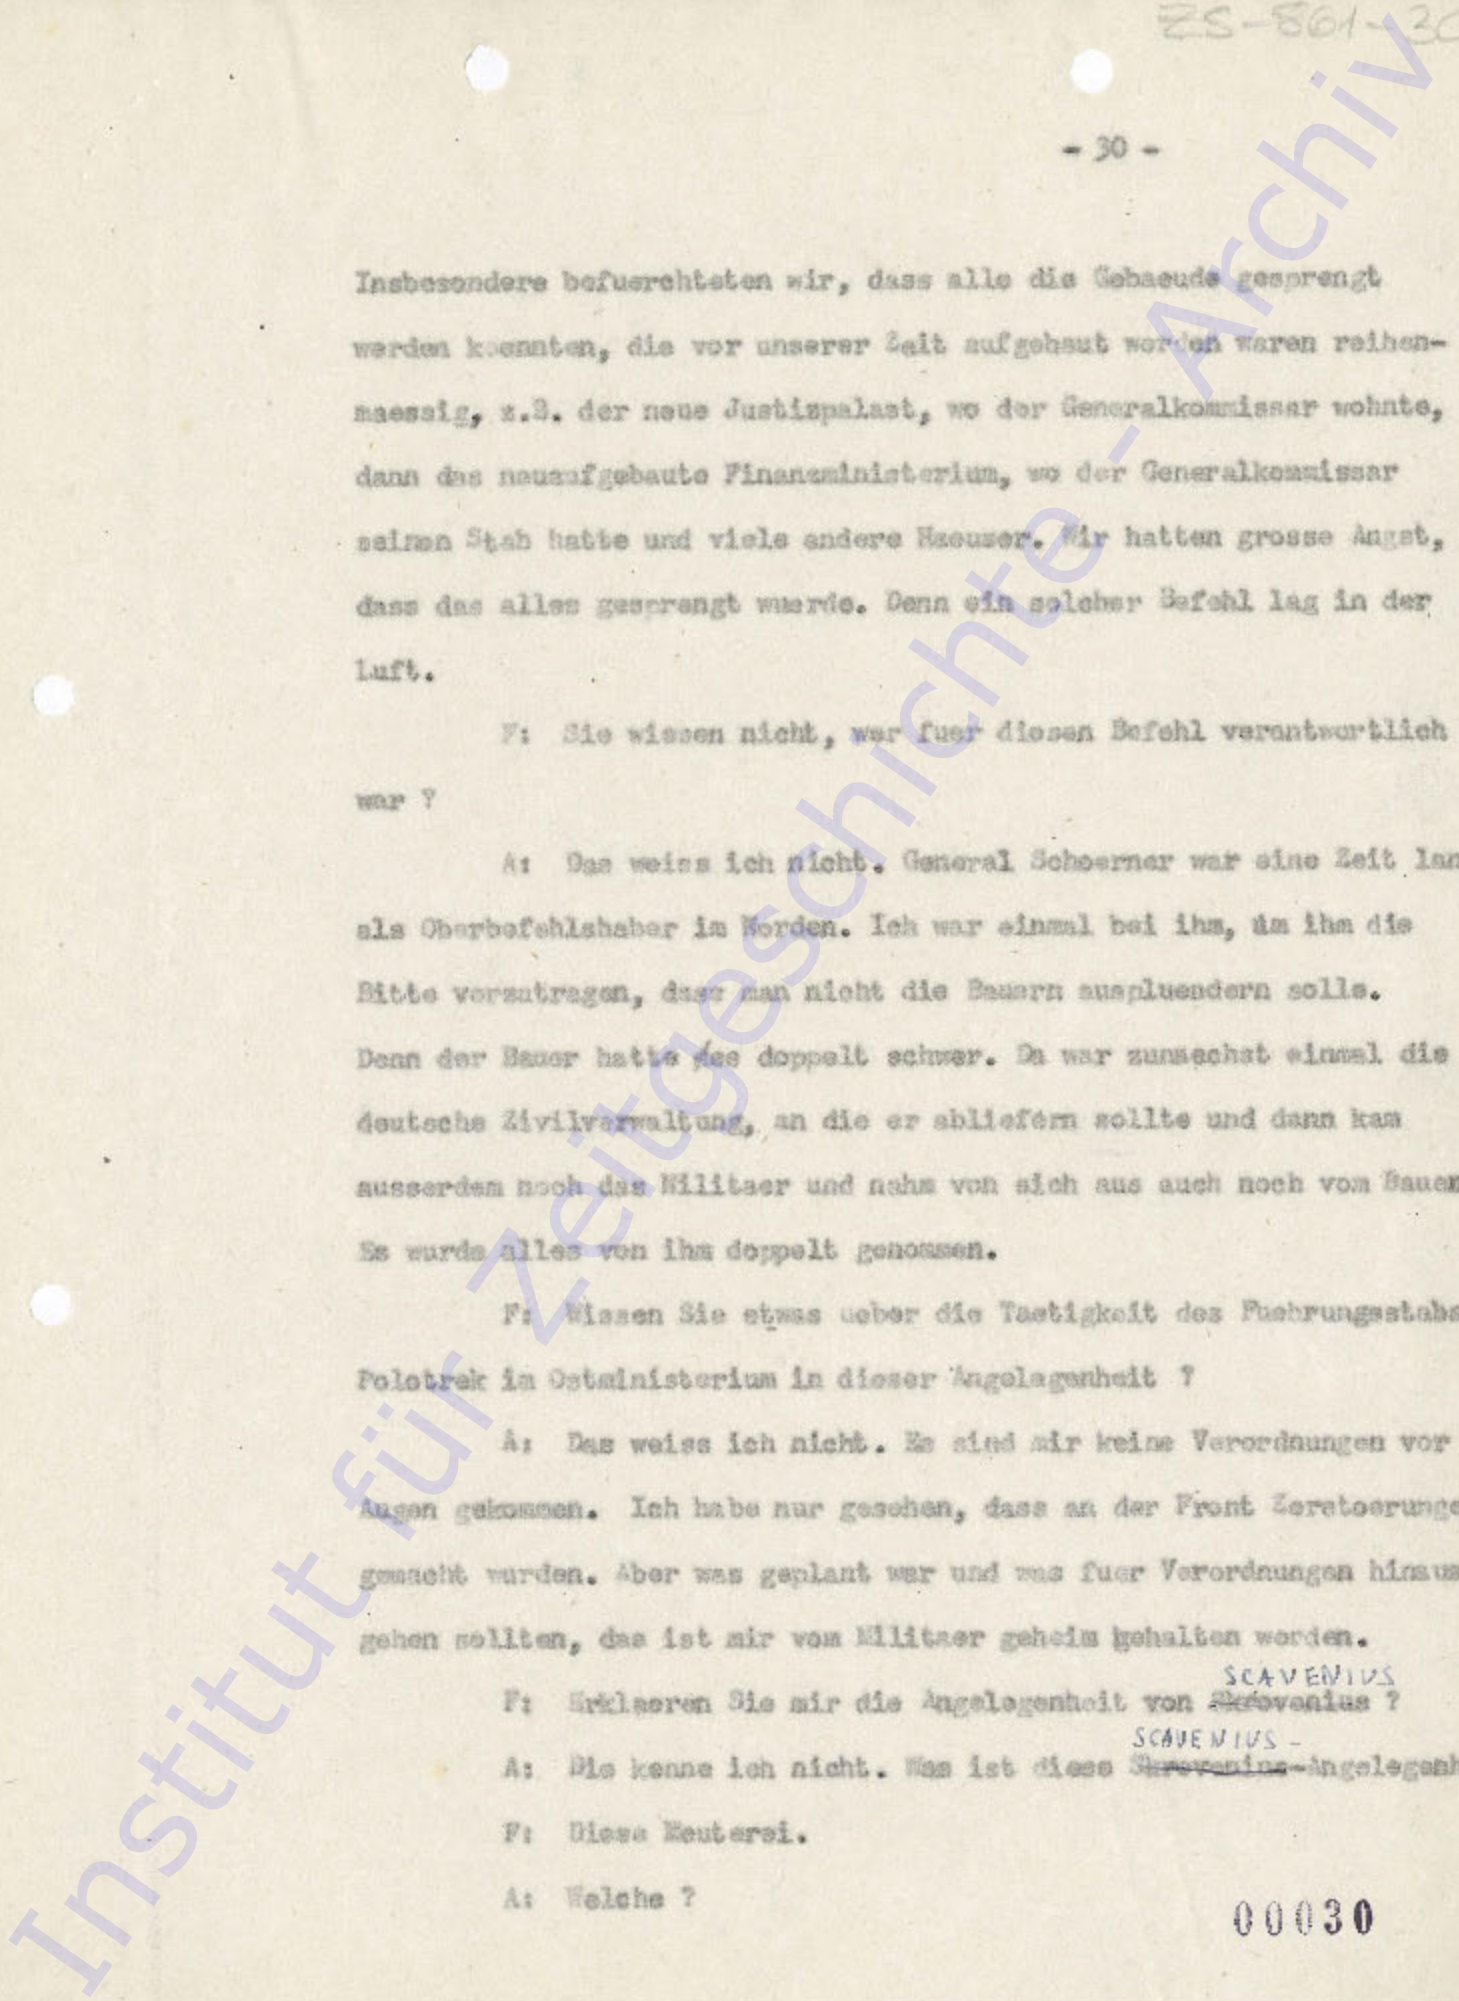 ZS-861-30
- 30 -
Insbesondere befuerchteten wir, dass alle die Gebaeude gesprengt
werden koennten, die vor unserer Zeit aufgebaut worden waren reihen-
maessig, z.B. der neue Justizpalast, wo der Generalkommissar wohnte,
dann das neuaufgebaute Finanzministerium, wo der Generalkommissar
seinen Stab hatte und viele andere Haeuser. Wir hatten grosse Angst,
dass das alles gesprengt wuerde. Denn ein solcher Befehl lag in der
Luft.
F: Sie wissen nicht, wer fuer diesen Befehl verantwortlich
war ?
A: Das weiss ich nicht. General Schoerner war eine Zeit lan
als Oberbefehlshaber im Norden. Ich war einmal bei ihm, um ihm die
Bitte vorzutragen, dass man nicht die Bauern auspluendern solle.
Denn der Bauer hatte es doppelt schwer. Da war zunaechst einmal die
deutsche Zivilverwaltung, an die er abliefern sollte und dann kam
ausserdem noch das Militaer und nahm von sich aus auch noch vom Bauer
Es wurde alles von ihm doppelt genommen.
F: Wissen Sie etwas ueber die Taetigkeit des Fuehrungsstabs
Polotrek im Ostministerium in dieser Angelegenheit ?
A: Das weiss ich nicht. Es sind mir keine Verordnungen vor
Augen gekommen. Ich habe nur gesehen, dass an der Front Zerstoerunge
gemacht wurden. Aber was geplant war und was fuer Verordnungen hinaus
gehen sollten, das ist mir vom Militaer geheim gehalten worden.
SCAVENIUS
F: Erklaeren Sie mir die Angelegenheit von Skrovenius ?
SCAVENIUS-
A: Die kenne ich nicht. Was ist diese Skrovenius-Angelegenh
F: Diese Meuterei.
A: Welche ?
00030
Institut für Zeitgeschichte - Archiv